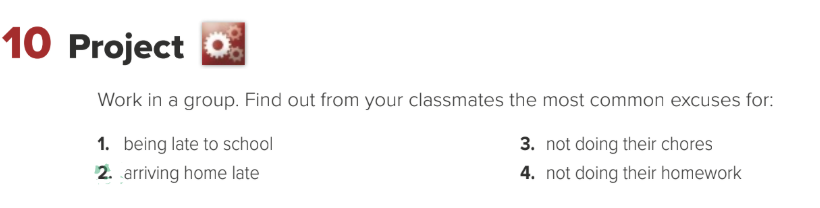 10 Project
Work in a group. Find out from your classmates the most common excuses for:
1. being late to school
2. arriving home late
3. not doing their chores
4. not doing their homework